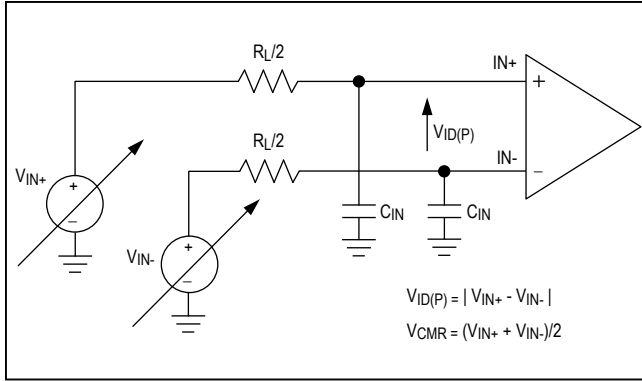 RL/2
IN+
+
RL/2
VID(P)
IN-
–
VIN+
+
–
CIN
CIN
VIN-
+
–
VID(P) = | VIN+ - VIN- |
VCMR = (VIN+ + VIN-)/2